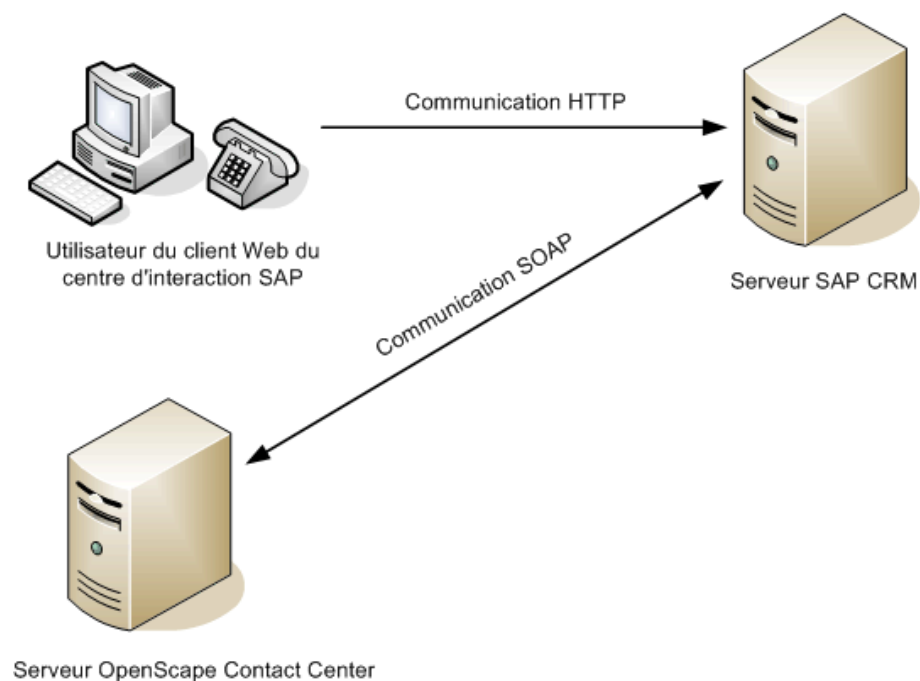 Communication HTTP
Utilisateur du client Web du
centre d'interaction SAP
Communication SOAP
Serveur SAP CRM
Serveur OpenScape Contact Center